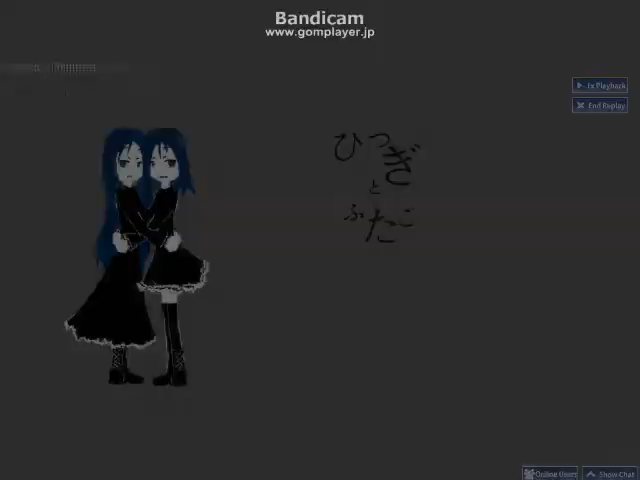 Bandicam
www.gomplayer.jp
1x Playback
End Replay
ひつぎ
と
ふたご
Online Users
Show Chat